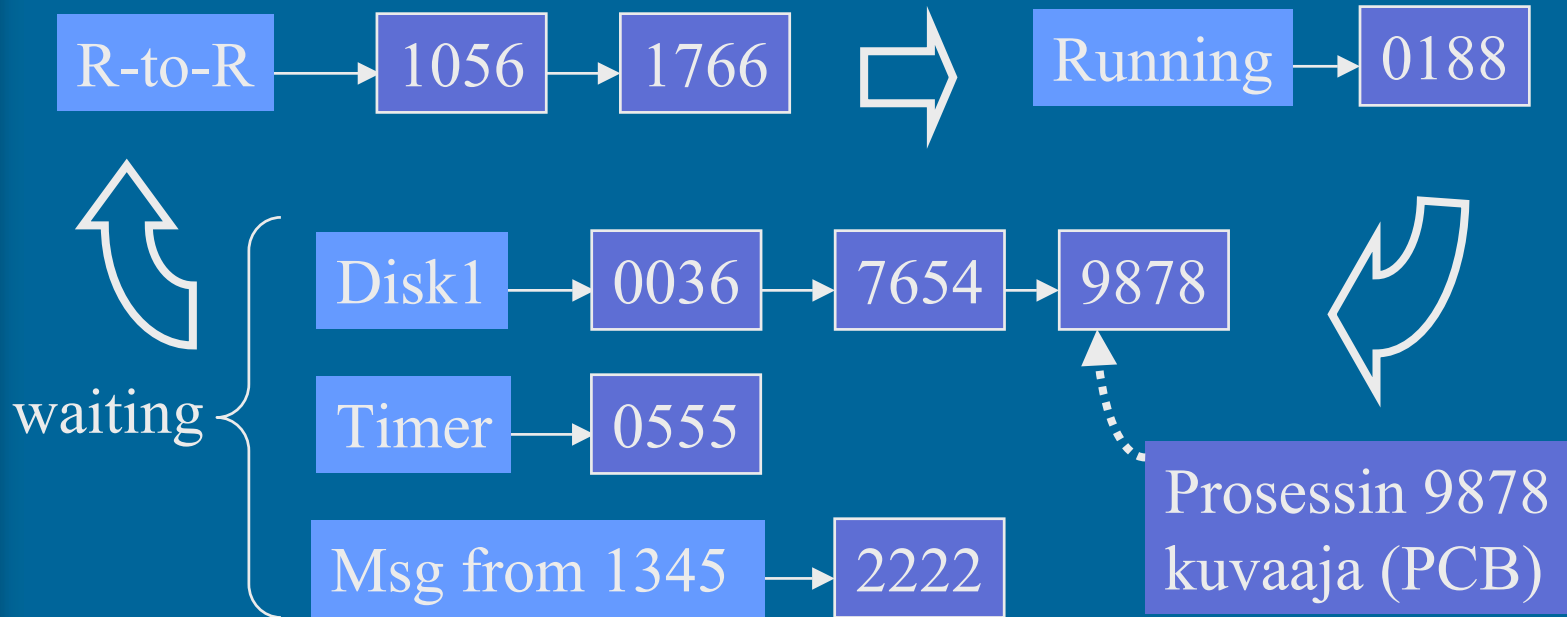 R-to-R 1056 1766 Running 0188
Disk1 0036 7654 9878
waiting
Timer 0555
Prosessin 9878
kuvaaja (PCB)
Msg from 1345 2222